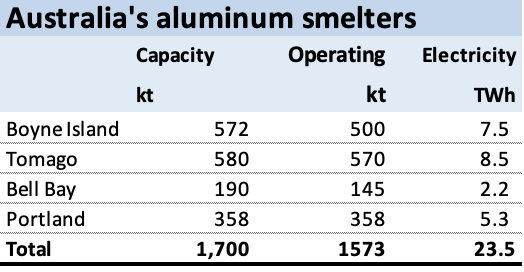 Australia's aluminum smelters
Capacity Operating Electricity
kt kt TWh
Boyne Island 572 500 7.5
Tomago 580 570 8.5
Bell Bay 190 145 2.2
Portland 358 358 5.3
Total 1,700 1573 23.5